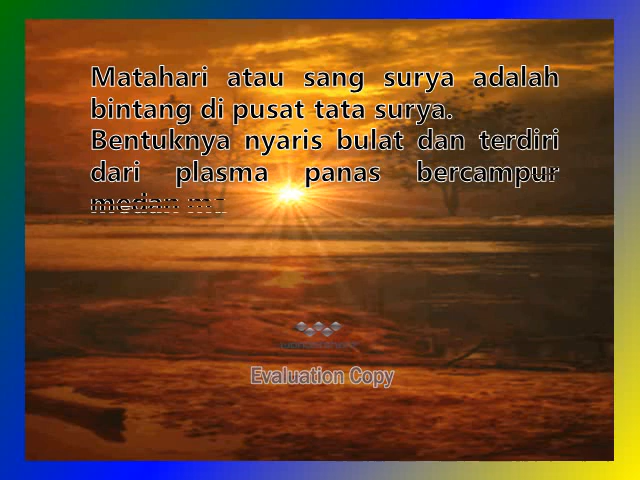 Matahari atau sang surya adalah
bintang di pusat tata surya.
Bentuknya nyaris bulat dan terdiri
dari plasma panas bercampur
medan
Evaluation Copy